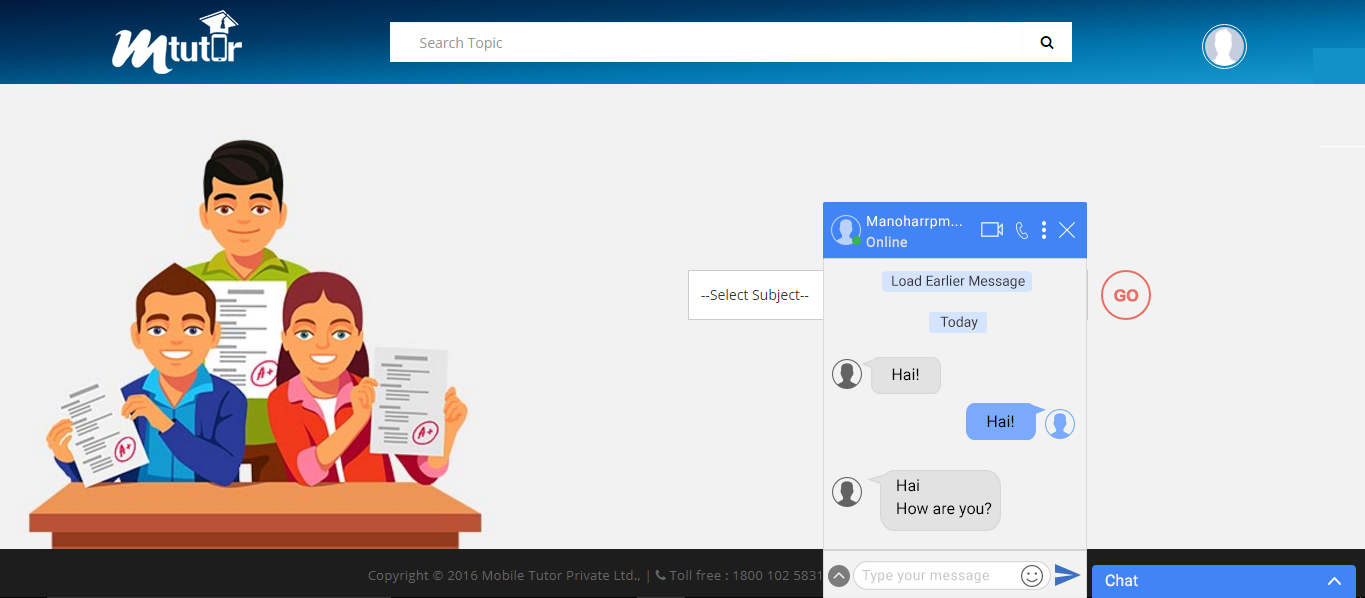 Mtutor
Search Topic
Manoharrpm...
Online
Load Earlier Message
--Select Subject--
GO
Today
Hai!
Hai!
Hai
How are you?
A+
A+
A+
Copyright © 2016 Mobile Tutor Private Ltd., | Toll free : 1800 102 5831
Type your message
Chat